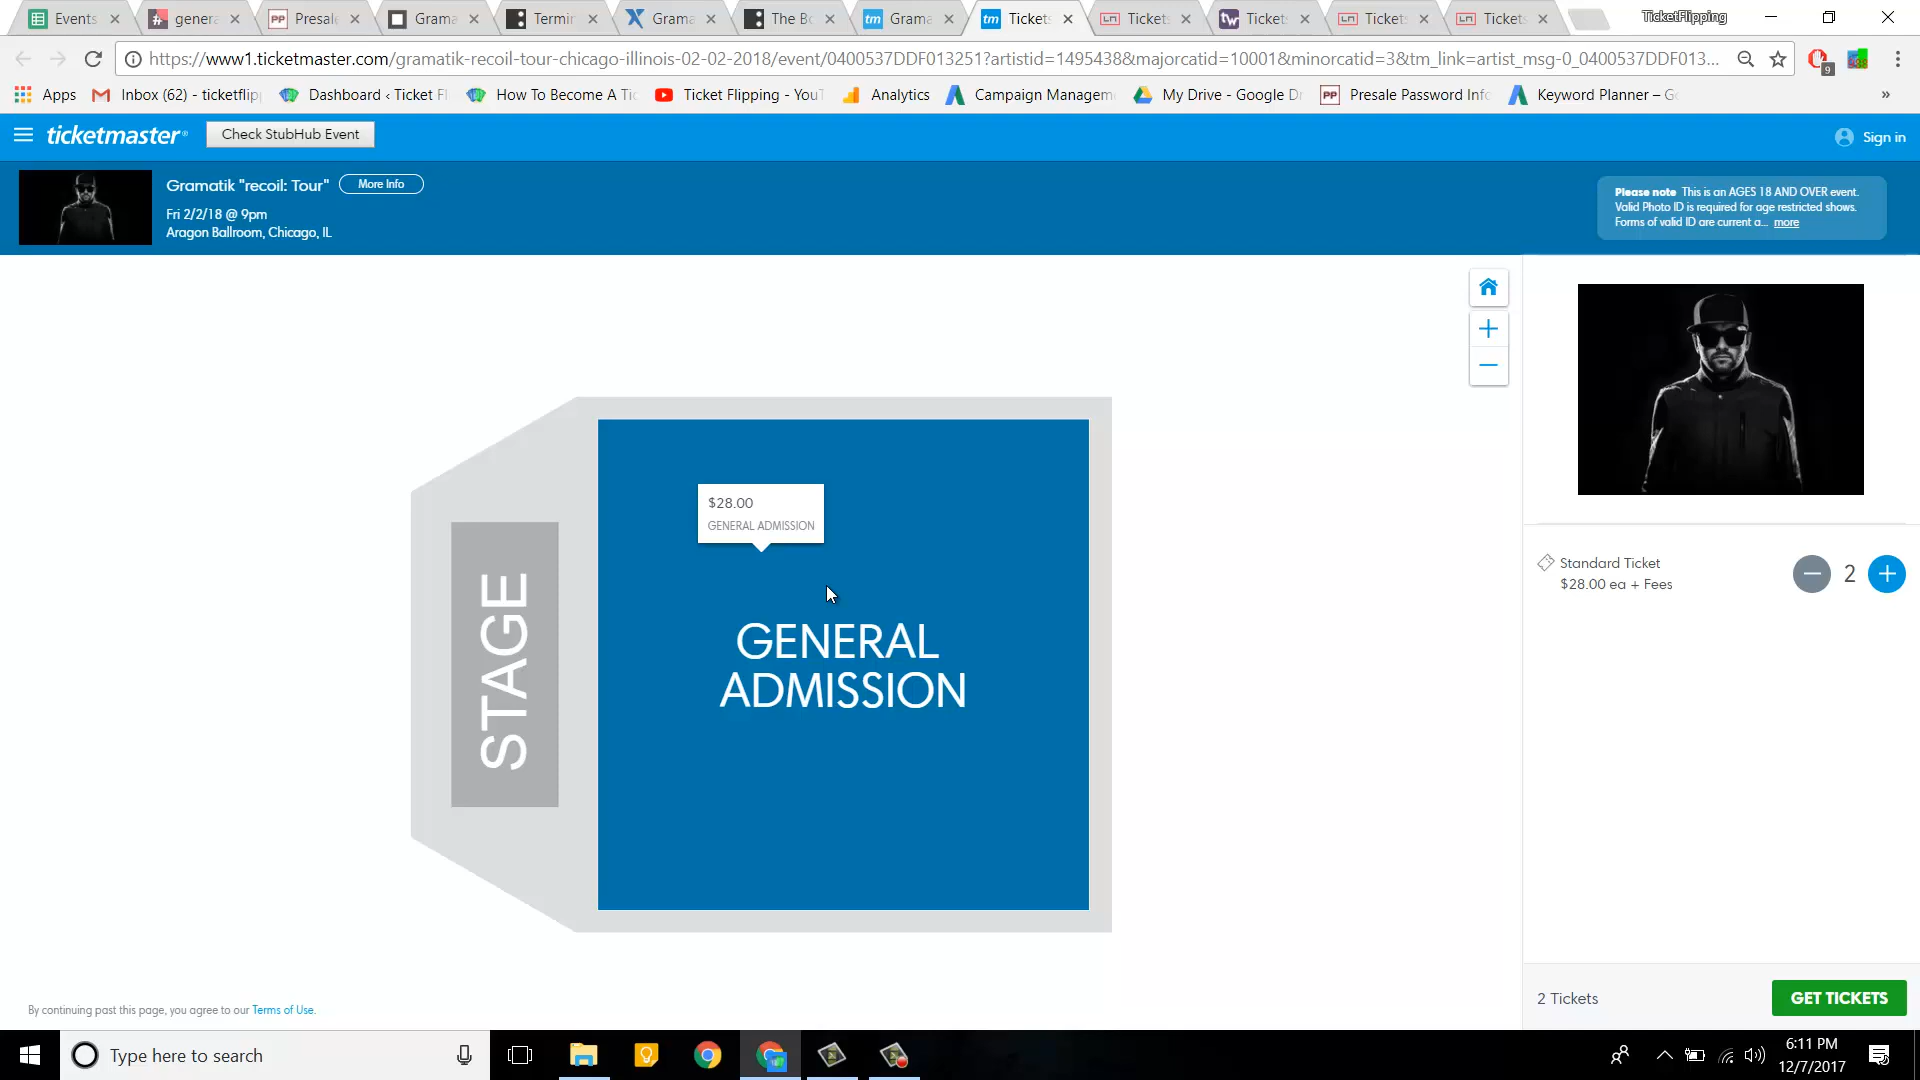 Events
genera
Presale
Grama
Termin
Grama
The Bo
Grama
Tickets
Tickets
Tickets
Tickets
Tickets
TicketFlipping
https://www1.ticketmaster.com/gramatik-recoil-tour-chicago-illinois-02-02-2018/event/0400537DDF013251?artistid=1495438&majorcatid=10001&minorcatid=3&tm_link=artist_msg-0_0400537DDF013...
9
Apps
Inbox (62) - ticketflipp
Dashboard ‹ Ticket Fl
How To Become A Tic
Ticket Flipping - YouT
Analytics
Campaign Managem
My Drive - Google Dr
PP
Presale Password Info
Keyword Planner – Go
»
ticketmaster®
Check StubHub Event
Sign in
Gramatik "recoil: Tour"
More Info
Fri 2/2/18 @ 9pm
Aragon Ballroom, Chicago, IL
Please note This is an AGES 18 AND OVER event.
Valid Photo ID is required for age restricted shows.
Forms of valid ID are current a... more
$28.00
GENERAL ADMISSION
STAGE
GENERAL
ADMISSION
Standard Ticket
$28.00 ea + Fees
2
2 Tickets
GET TICKETS
By continuing past this page, you agree to our Terms of Use.
Type here to search
6:11 PM
12/7/2017